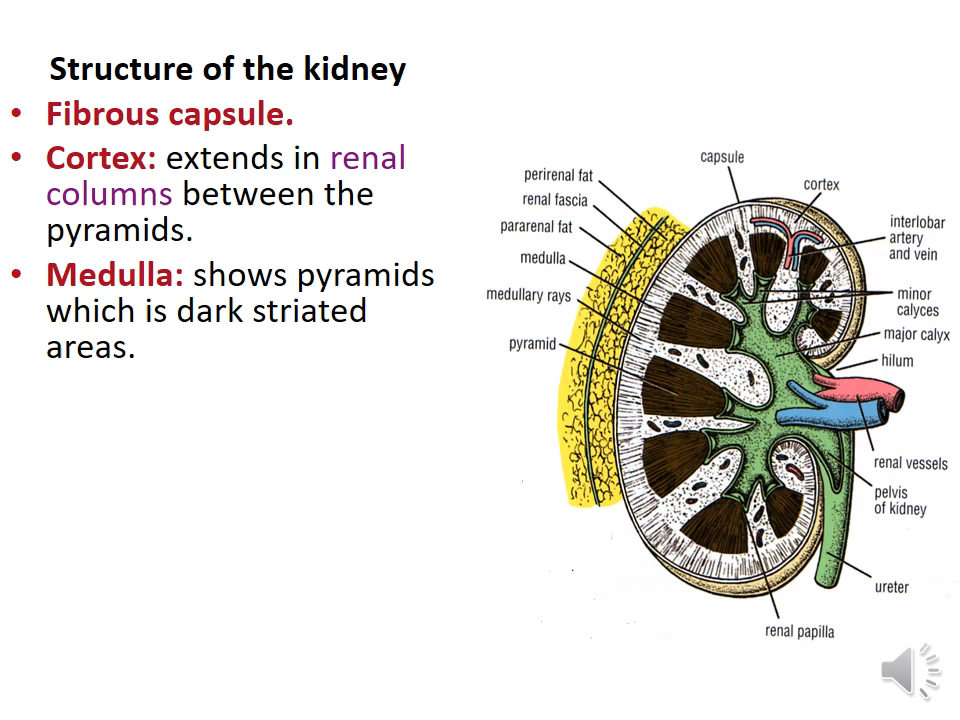 Structure of the kidney
• Fibrous capsule.
• Cortex: extends in renal
columns between the
pyramids.
• Medulla: shows pyramids
which is dark striated
areas.
capsule
perirenal fat
cortex
renal fascia
pararenal fat
interlobar
artery
and vein
medulla
medullary rays
minor
calyces
pyramid
major calyx
hilum
renal vessels
pelvis
of kidney
ureter
renal papilla